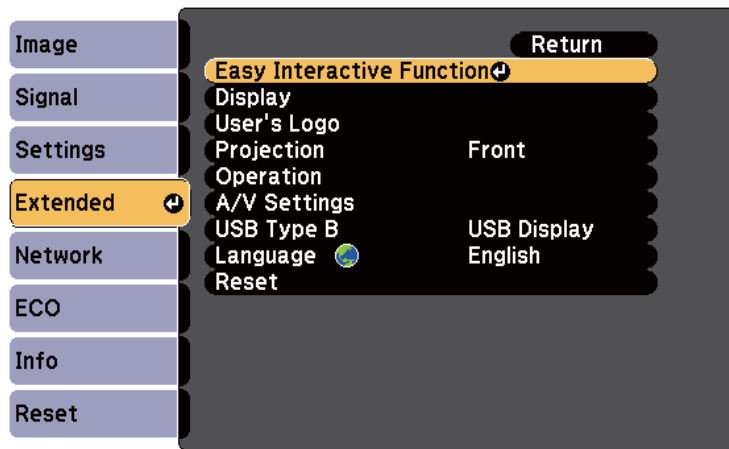 Image
Signal
Settings
Extended
Network
ECO
Info
Reset
Return
Easy Interactive Function
Display
User's Logo
Projection Front
Operation
A/V Settings
USB Type B USB Display
Language English
Reset